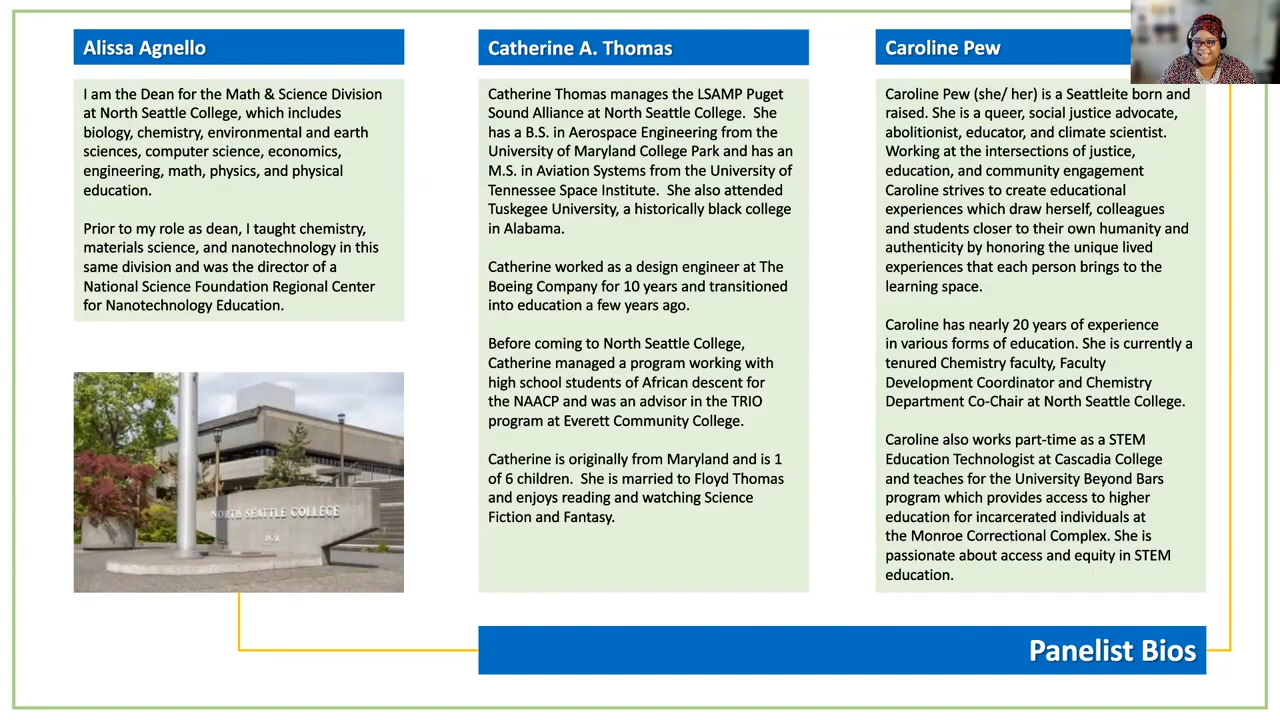 Alissa Agnello
I am the Dean for the Math & Science Division
at North Seattle College, which includes
biology, chemistry, environmental and earth
sciences, computer science, economics,
engineering, math, physics, and physical
education.
Prior to my role as dean, I taught chemistry,
materials science, and nanotechnology in this
same division and was the director of a
National Science Foundation Regional Center
for Nanotechnology Education.
NORTH SEATTLE COLLEGE
1970
Catherine A. Thomas
Catherine Thomas manages the LSAMP Puget
Sound Alliance at North Seattle College. She
has a B.S. in Aerospace Engineering from the
University of Maryland College Park and has an
M.S. in Aviation Systems from the University of
Tennessee Space Institute. She also attended
Tuskegee University, a historically black college
in Alabama.
Catherine worked as a design engineer at The
Boeing Company for 10 years and transitioned
into education a few years ago.
Before coming to North Seattle College,
Catherine managed a program working with
high school students of African descent for
the NAACP and was an advisor in the TRIO
program at Everett Community College.
Catherine is originally from Maryland and is 1
of 6 children. She is married to Floyd Thomas
and enjoys reading and watching Science
Fiction and Fantasy.
Caroline Pew
Caroline Pew (she/ her) is a Seattleite born and
raised. She is a queer, social justice advocate,
abolitionist, educator, and climate scientist.
Working at the intersections of justice,
education, and community engagement
Caroline strives to create educational
experiences which draw herself, colleagues
and students closer to their own humanity and
authenticity by honoring the unique lived
experiences that each person brings to the
learning space.
Caroline has nearly 20 years of experience
in various forms of education. She is currently a
tenured Chemistry faculty, Faculty
Development Coordinator and Chemistry
Department Co-Chair at North Seattle College.
Caroline also works part-time as a STEM
Education Technologist at Cascadia College
and teaches for the University Beyond Bars
program which provides access to higher
education for incarcerated individuals at
the Monroe Correctional Complex. She is
passionate about access and equity in STEM
education.
Panelist Bios